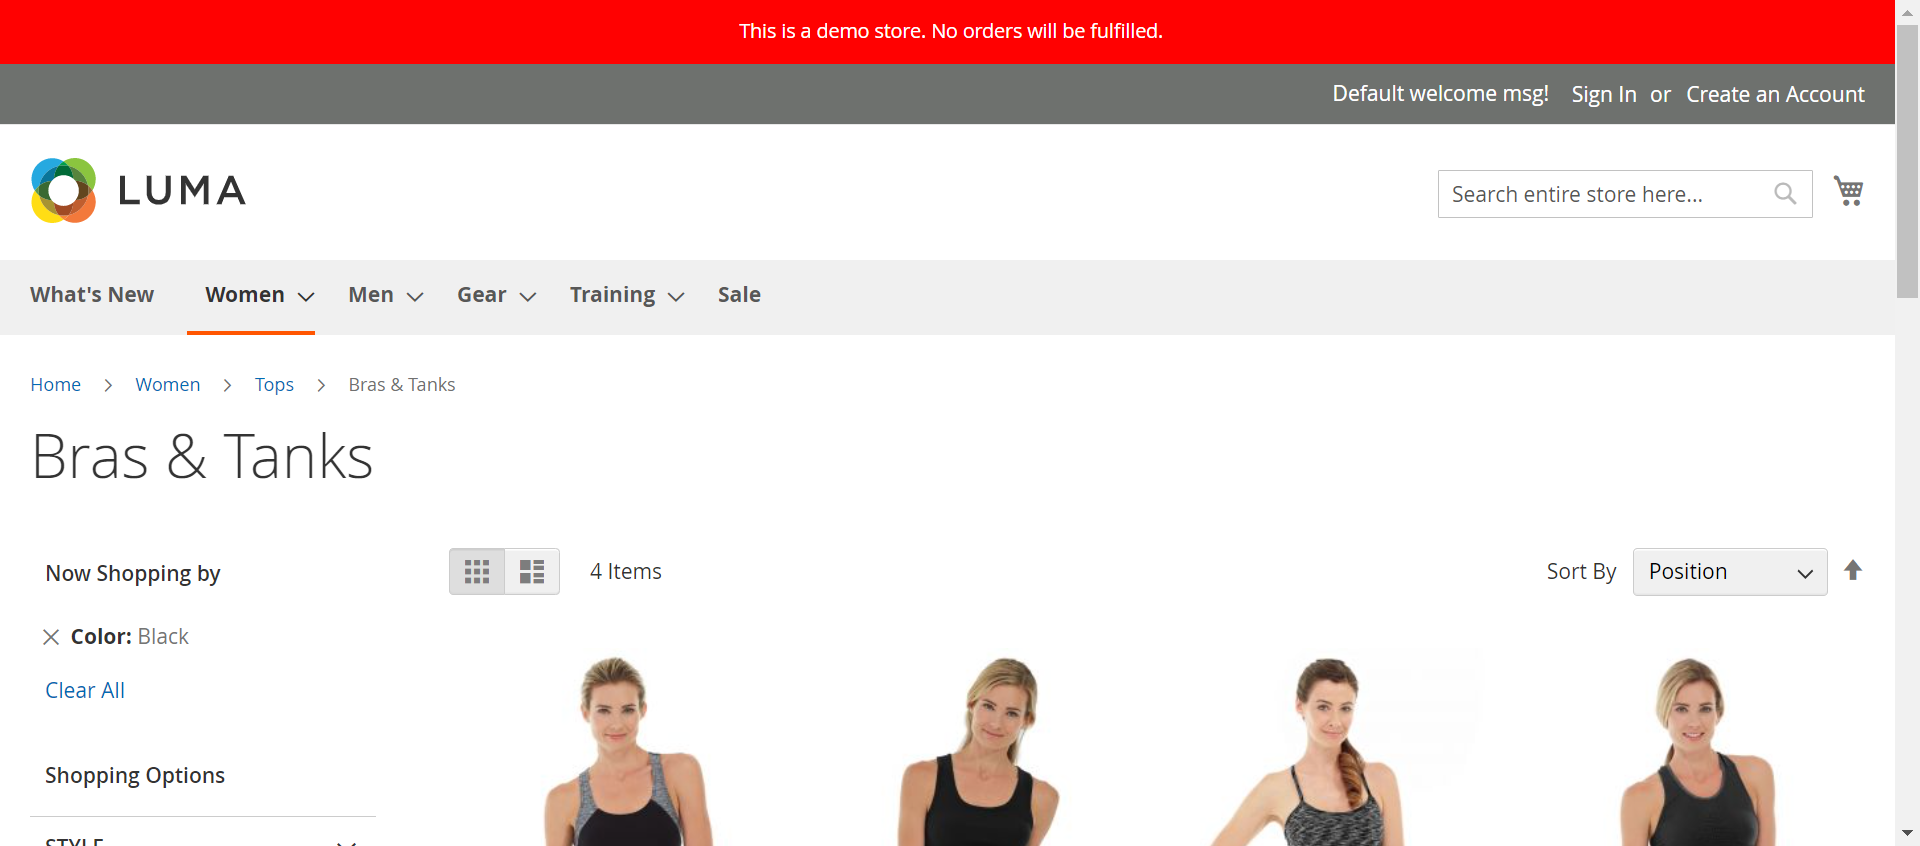 This is a demo store. No orders will be fulfilled.
Default welcome msg! Sign In or Create an Account
LUMA
Search entire store here...
What's New Women Men Gear Training Sale
Home > Women > Tops > Bras & Tanks
Bras & Tanks
Now Shopping by
4 Items
Sort By Position
Color: Black
Clear All
Shopping Options
STYLE